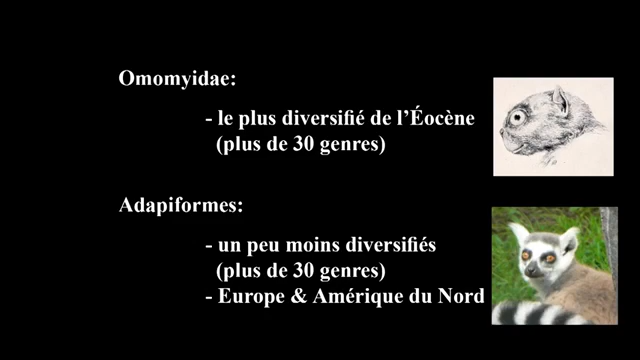 Omomyidae:
- le plus diversifié de l'Éocène
(plus de 30 genres)
Adapiformes:
- un peu moins diversifiés
(plus de 30 genres)
- Europe & Amérique du Nord